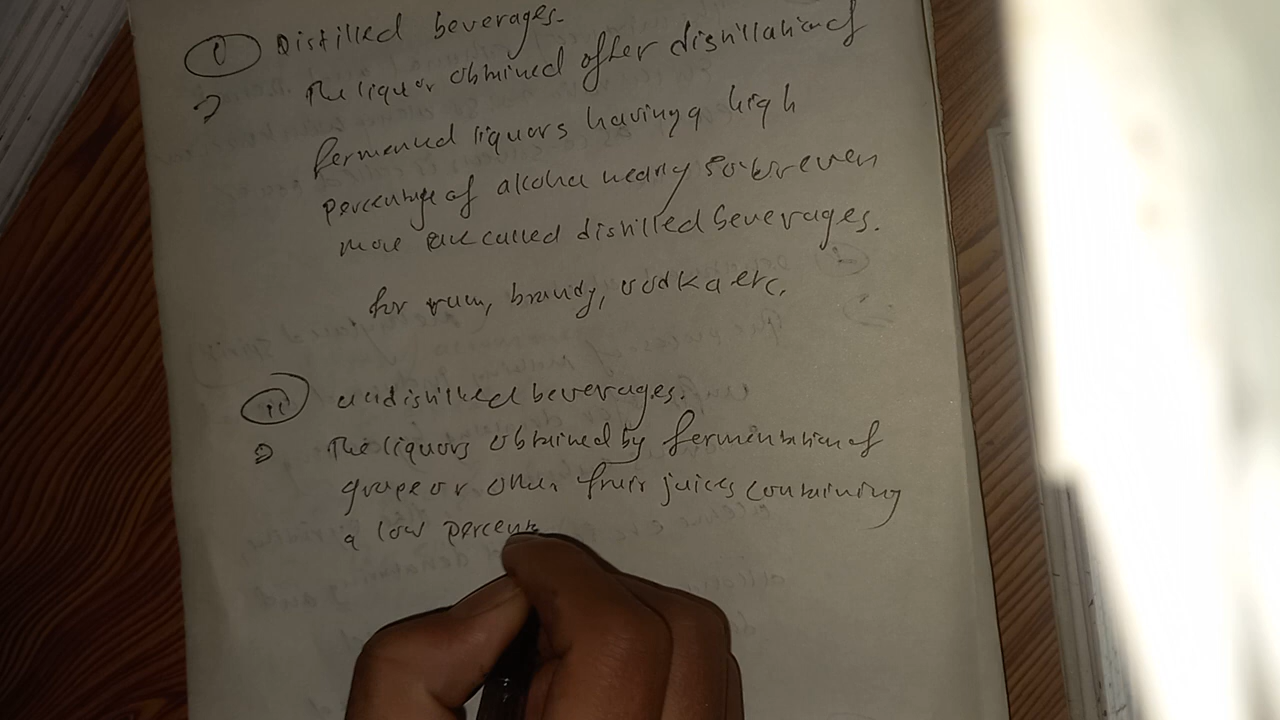 (i) Distilled beverages.
→ The liquor obtained after distillation of
fermented liquors having a high
percentage of alcohol nearly 50% or even
more are called distilled beverages.
for rum, brandy, vodka etc.
(ii) undistilled beverages.
→ The liquors obtained by fermentation of
grape or other fruit juices containing
a low percent